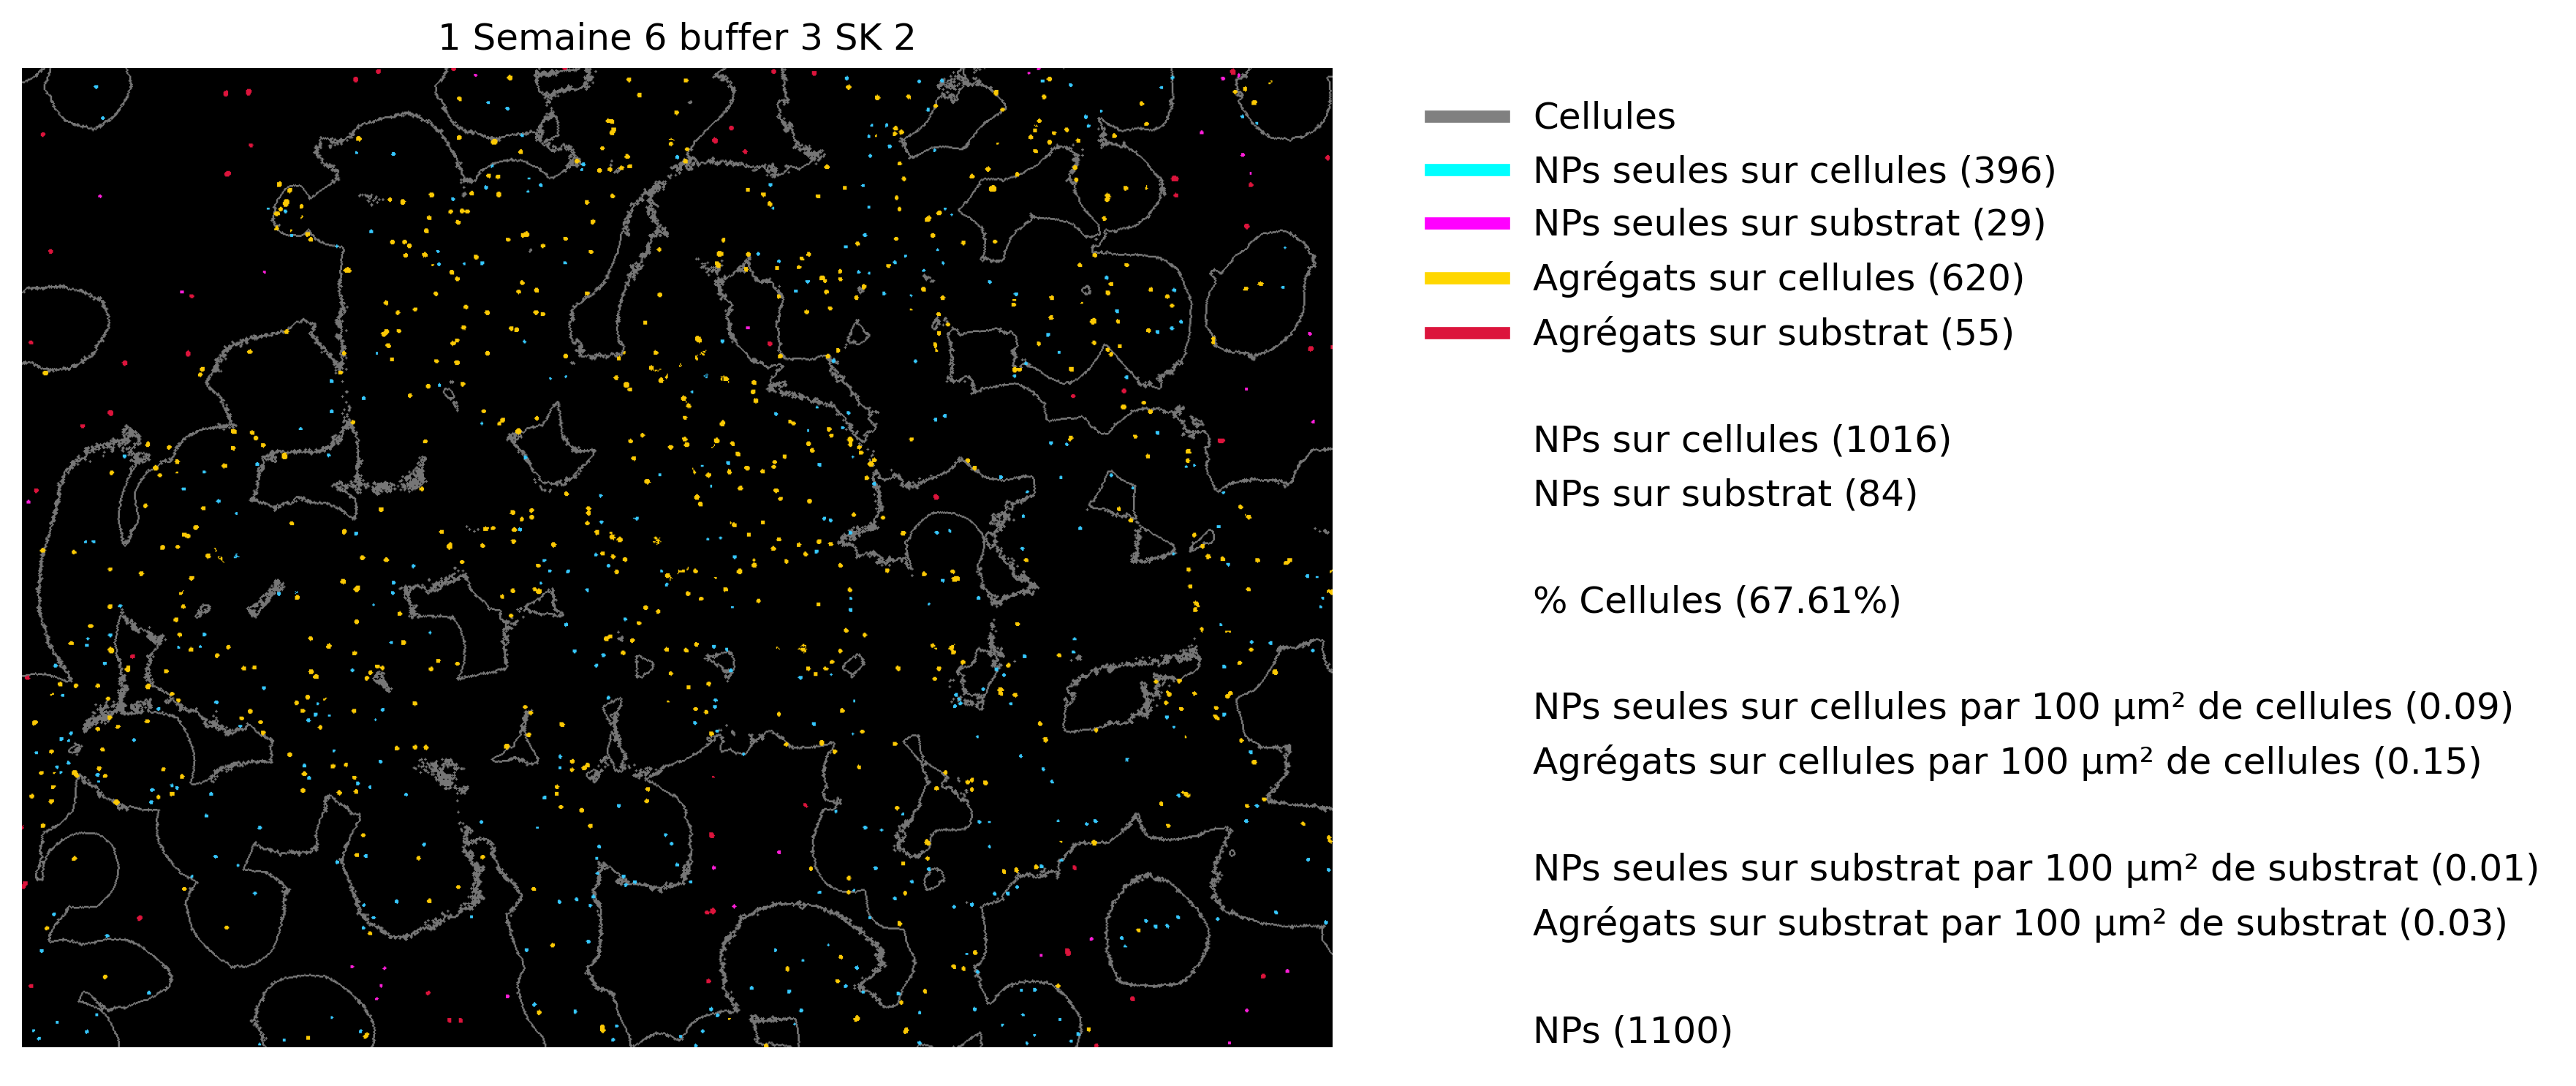 1 Semaine 6 buffer 3 SK 2
Cellules
NPs seules sur cellules (396)
NPs seules sur substrat (29)
Agrégats sur cellules (620)
Agrégats sur substrat (55)
NPs sur cellules (1016)
NPs sur substrat (84)
% Cellules (67.61%)
NPs seules sur cellules par 100 µm² de cellules (0.09)
Agrégats sur cellules par 100 µm² de cellules (0.15)
NPs seules sur substrat par 100 µm² de substrat (0.01)
Agrégats sur substrat par 100 µm² de substrat (0.03)
NPs (1100)